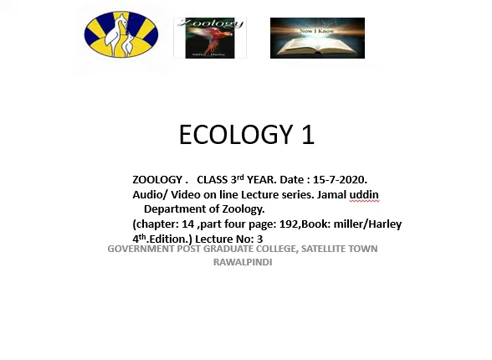 Zoology
Now I Know
ECOLOGY 1
ZOOLOGY . CLASS 3rd YEAR. Date : 15-7-2020.
Audio/ Video on line Lecture series. Jamal uddin
Department of Zoology.
(chapter: 14 ,part four page: 192,Book: miller/Harley
4th.Edition.) Lecture No: 3
GOVERNMENT POST GRADUATE COLLEGE, SATELLITE TOWN
RAWALPINDI